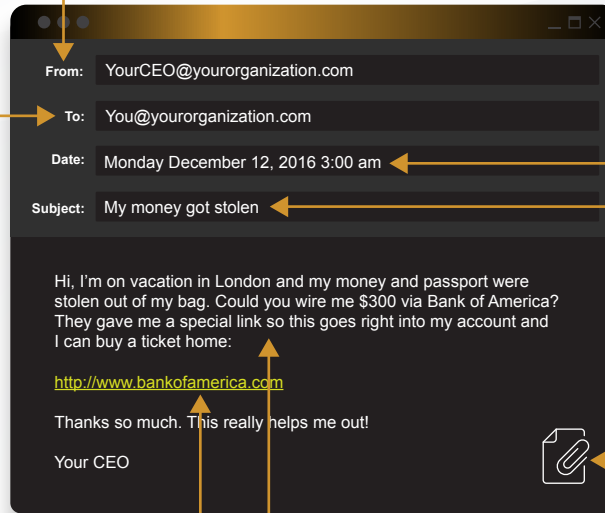 From: YourCEO@yourorganization.com
To: You@yourorganization.com
Date: Monday December 12, 2016 3:00 am
Subject: My money got stolen
Hi, I’m on vacation in London and my money and passport were
stolen out of my bag. Could you wire me $300 via Bank of America?
They gave me a special link so this goes right into my account and
I can buy a ticket home:
http://www.bankofamerica.com
Thanks so much. This really helps me out!
Your CEO